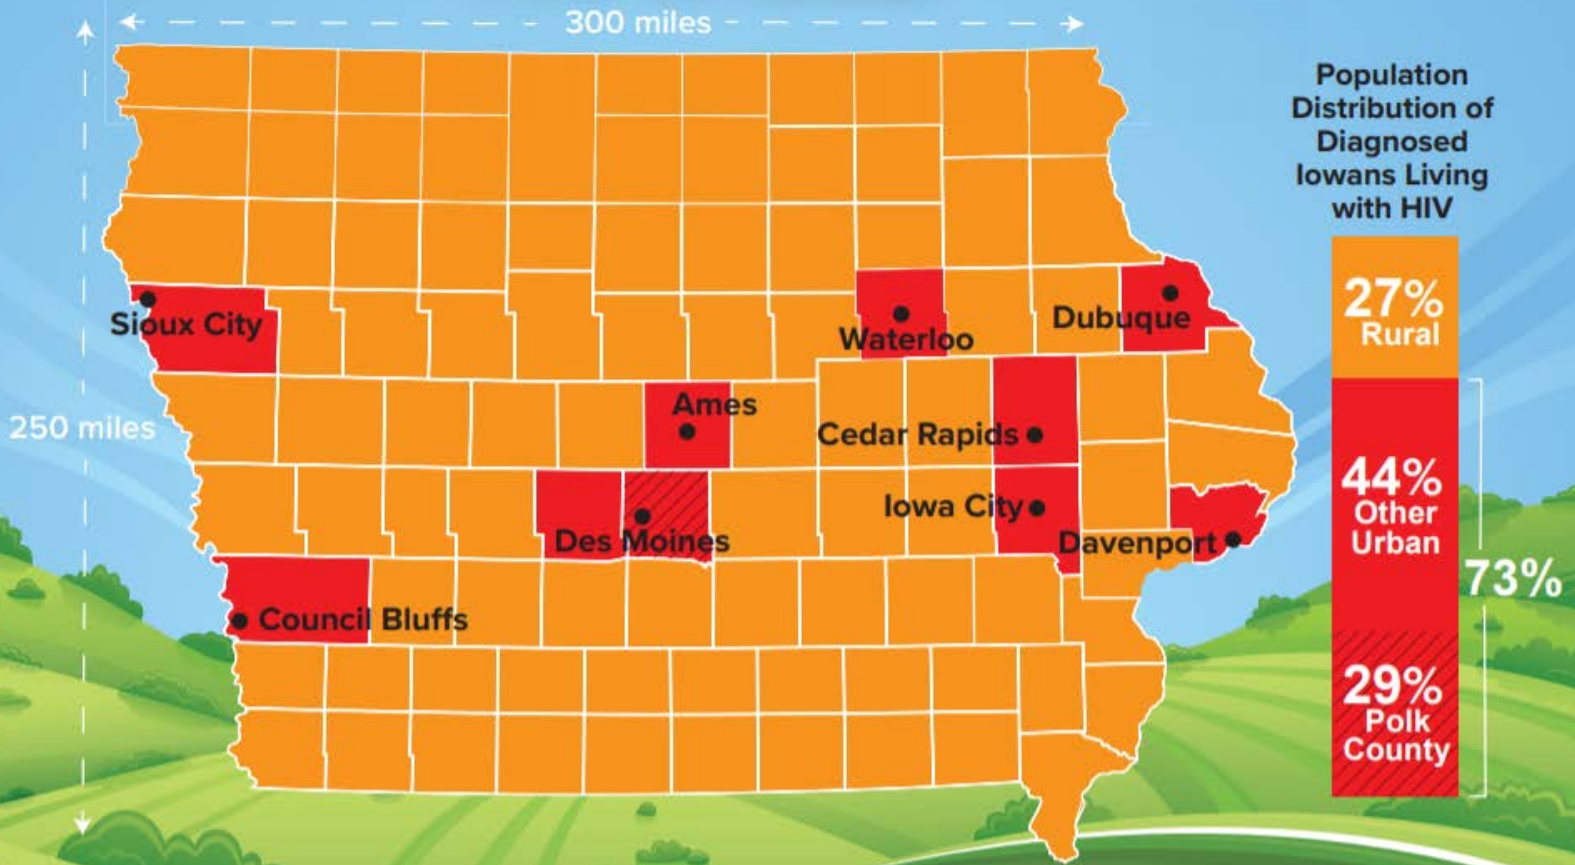 300 miles
250 miles
Sioux City
Waterloo
Dubuque
Ames
Cedar Rapids
Iowa City
Des Moines
Davenport
Council Bluffs
Population
Distribution of
Diagnosed
Iowans Living
with HIV
27%
Rural
44%
Other
Urban
73%
29%
Polk
County